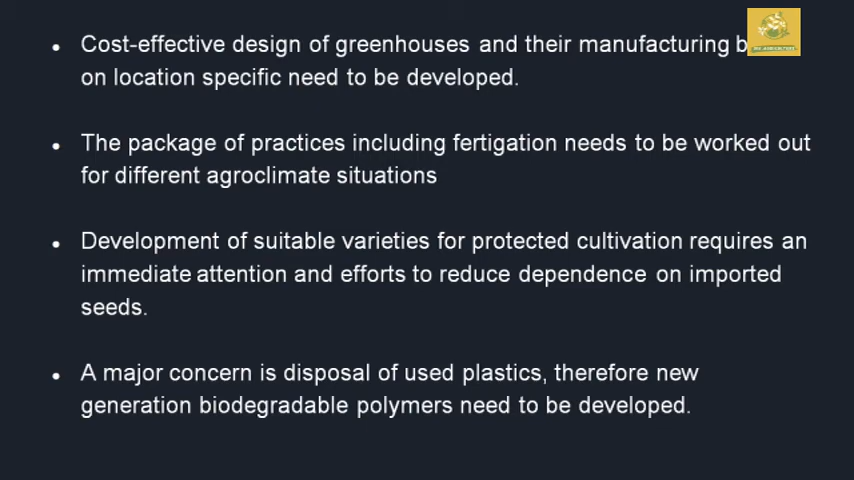 Cost-effective design of greenhouses and their manufacturing
on location specific need to be developed.
The package of practices including fertigation needs to be worked out
for different agroclimate situations
Development of suitable varieties for protected cultivation requires an
immediate attention and efforts to reduce dependence on imported
seeds.
A major concern is disposal of used plastics, therefore new
generation biodegradable polymers need to be developed.